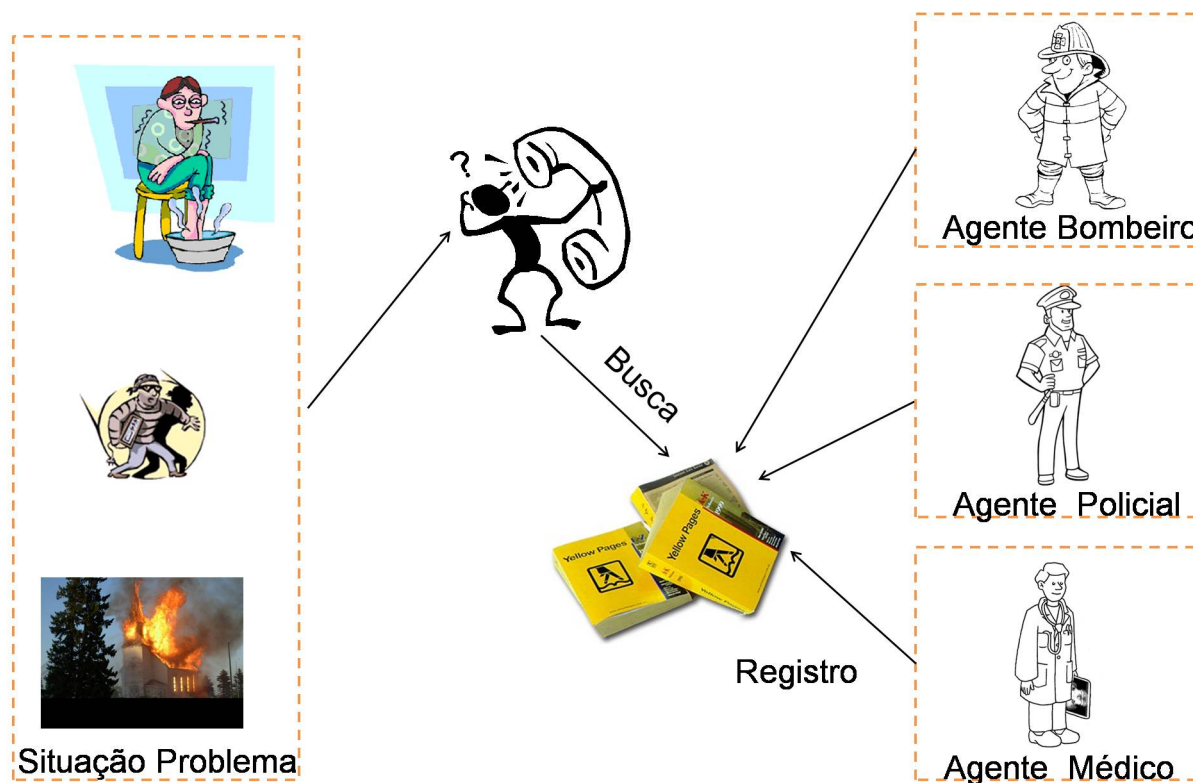 ?
Busca
Yellow Pages
Yellow Pages
Registro
Situação Problema
Agente Bombeiro
Agente  Policial
Agente  Médico